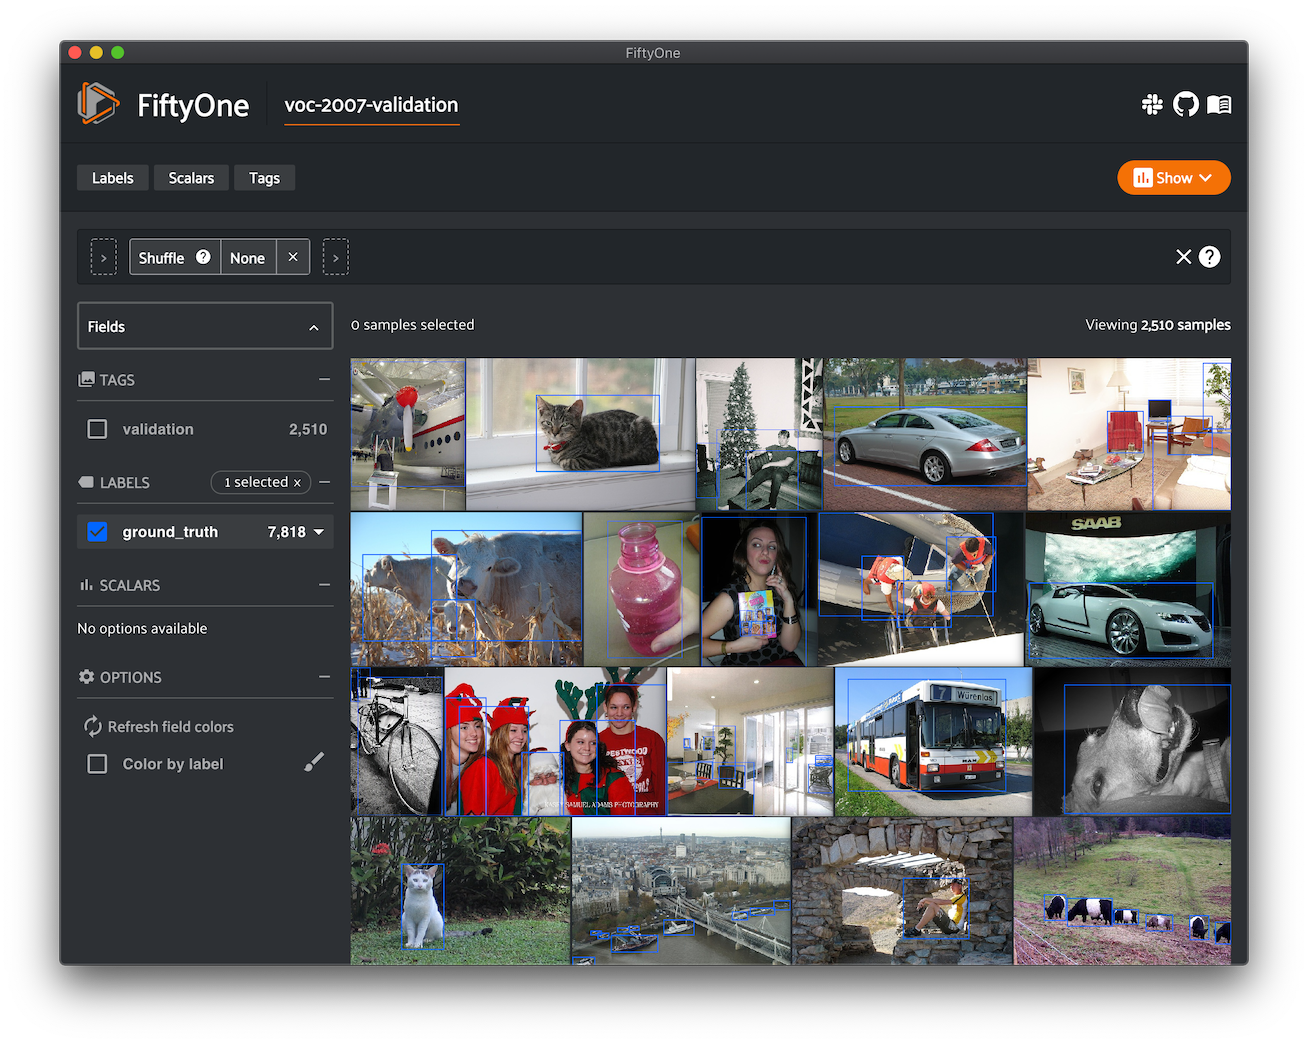 FiftyOne
FiftyOne
voc-2007-validation
Labels
Scalars
Tags
Show
Shuffle
?
None
×
×
?
Fields
0 samples selected
Viewing 2,510 samples
TAGS
validation
2,510
LABELS
1 selected ×
ground_truth
7,818
SCALARS
No options available
OPTIONS
Refresh field colors
Color by label
SAAB
7 Würenlos
MAN
SAMUEL ADAMS PHOTOGRAPHY